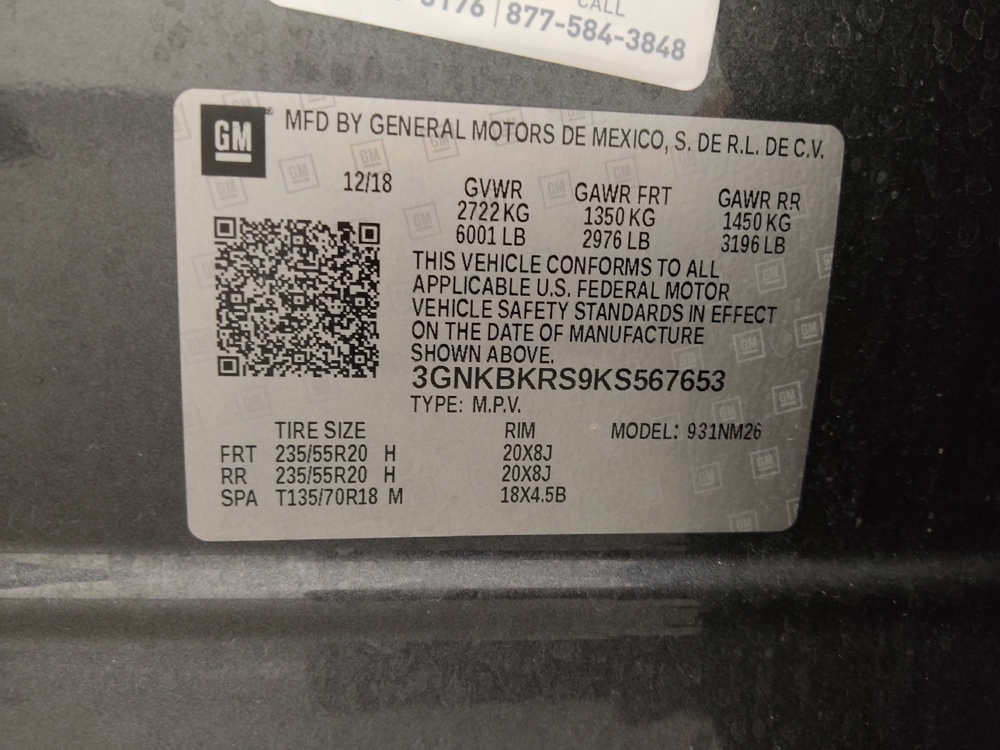 CALL
877-584-3848
GM
MFD BY GENERAL MOTORS DE MEXICO, S. DE R.L. DE C.V.
12/18 GVWR GAWR FRT GAWR RR
2722 KG 1350 KG 1450 KG
6001 LB 2976 LB 3196 LB
THIS VEHICLE CONFORMS TO ALL
APPLICABLE U.S. FEDERAL MOTOR
VEHICLE SAFETY STANDARDS IN EFFECT
ON THE DATE OF MANUFACTURE
SHOWN ABOVE.
3GNKBKRS9KS567653
TYPE: M.P.V.
TIRE SIZE RIM MODEL: 931NM26
FRT 235/55R20 H 20X8J
RR 235/55R20 H 20X8J
SPA T135/70R18 M 18X4.5B